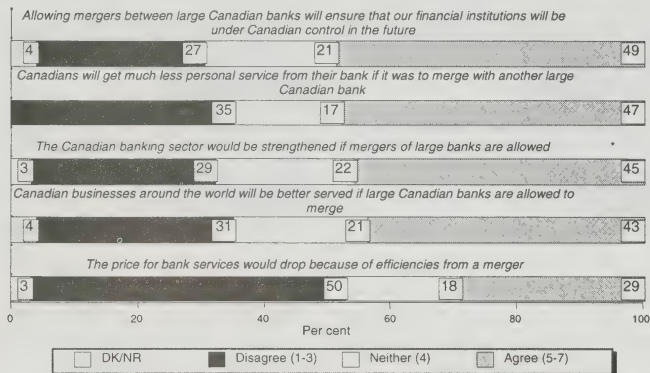 Allowing mergers between large Canadian banks will ensure that our financial institutions will be
under Canadian control in the future
4 27 21 49
Canadians will get much less personal service from their bank if it was to merge with another large
Canadian bank
35 17 47
The Canadian banking sector would be strengthened if mergers of large banks are allowed
3 29 22 45
Canadian businesses around the world will be better served if large Canadian banks are allowed to
merge
4 31 21 43
The price for bank services would drop because of efficiencies from a merger
3 50 18 29
0 20 40 60 80 100
Per cent
DK/NR Disagree (1-3) Neither (4) Agree (5-7)